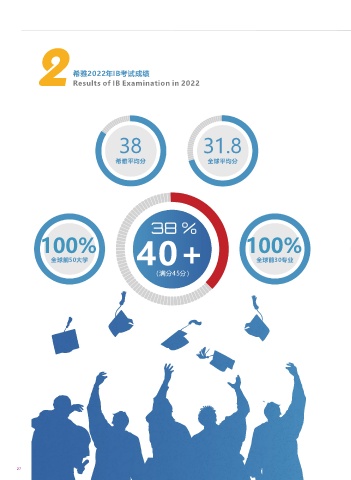 2
希雅2022年IB考试成绩
Results of IB Examination in 2022
38
希雅平均分
31.8
全球平均分
38 %
40 +
(满分45分)
100%
全球前50大学
100%
全球前30专业
27